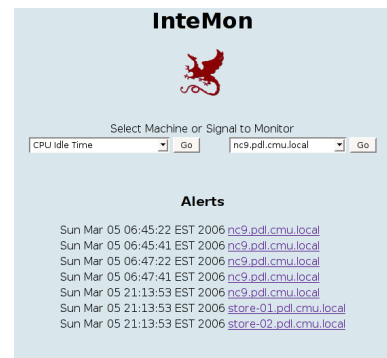 InteMon
Select Machine or Signal to Monitor
CPU Idle Time Go nc9.pdl.cmu.local Go
Alerts
Sun Mar 05 06:45:22 EST 2006 nc9.pdl.cmu.local
Sun Mar 05 06:45:41 EST 2006 nc9.pdl.cmu.local
Sun Mar 05 06:47:22 EST 2006 nc9.pdl.cmu.local
Sun Mar 05 06:47:41 EST 2006 nc9.pdl.cmu.local
Sun Mar 05 21:13:53 EST 2006 nc9.pdl.cmu.local
Sun Mar 05 21:13:53 EST 2006 store-01.pdl.cmu.local
Sun Mar 05 21:13:53 EST 2006 store-02.pdl.cmu.local